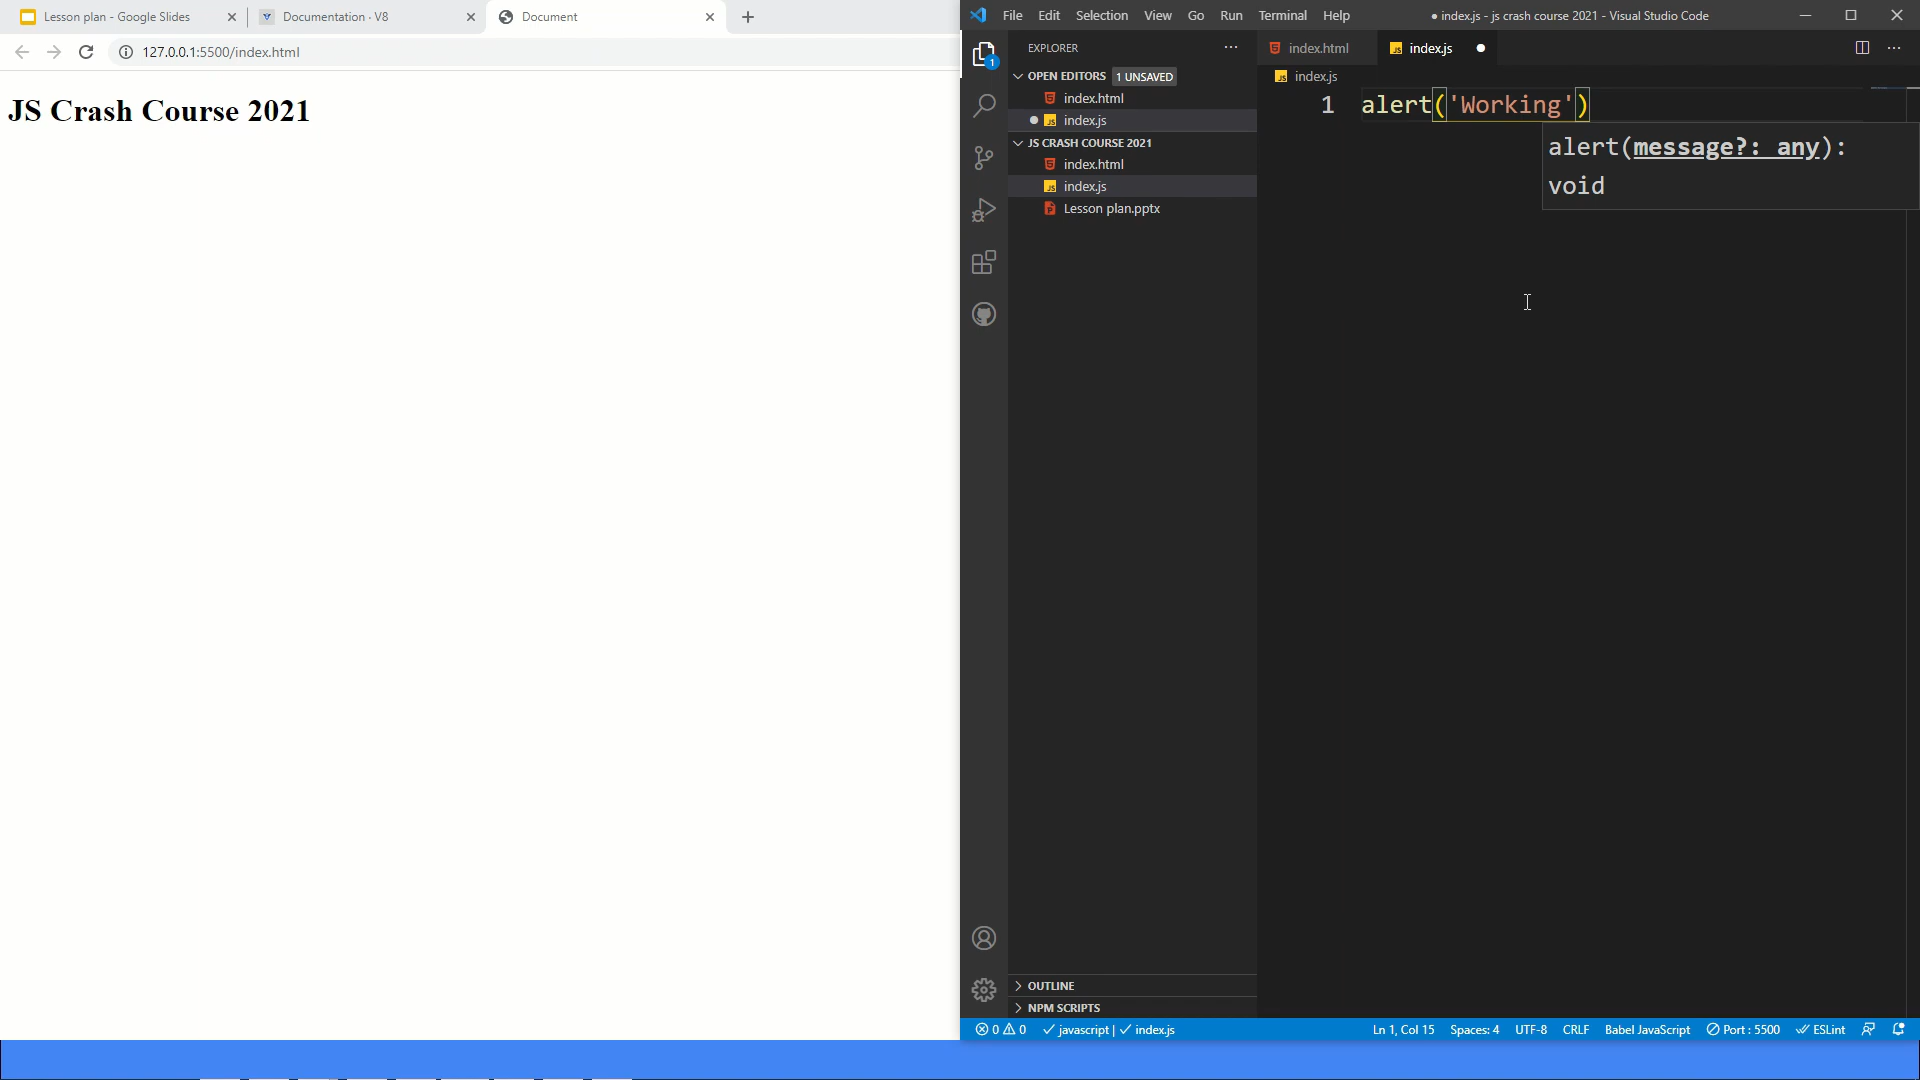 Lesson plan - Google Slides
Documentation · V8
Document
127.0.0.1:5500/index.html
JS Crash Course 2021
File Edit Selection View Go Run Terminal Help
● index.js - js crash course 2021 - Visual Studio Code
EXPLORER
1
OPEN EDITORS 1 UNSAVED
index.html
index.js
JS CRASH COURSE 2021
index.html
index.js
Lesson plan.pptx
OUTLINE
NPM SCRIPTS
index.html
index.js
index.js
1 alert('Working')
alert(message?: any):
void
0 0 javascript | index.js
Ln 1, Col 15 Spaces: 4 UTF-8 CRLF Babel JavaScript Port : 5500 ESLint